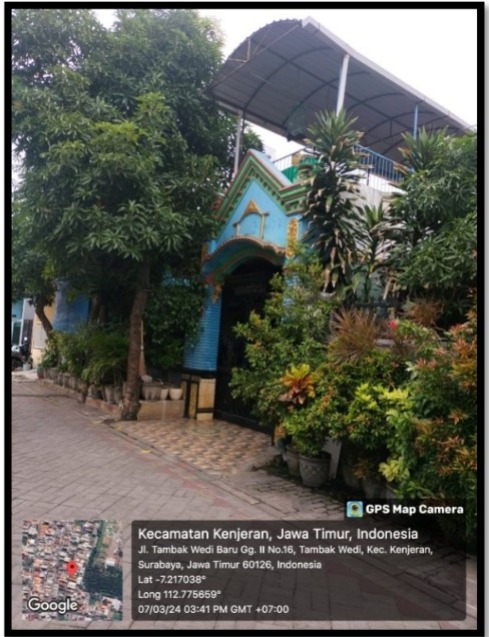 GPS Map Camera
Kecamatan Kenjeran, Jawa Timur, Indonesia
Jl. Tambak Wedi Baru Gg. II No.16, Tambak Wedi, Kec. Kenjeran,
Surabaya, Jawa Timur 60126, Indonesia
Lat -7.217038°
Long 112.775659°
07/03/24 03:41 PM GMT +07:00
Google